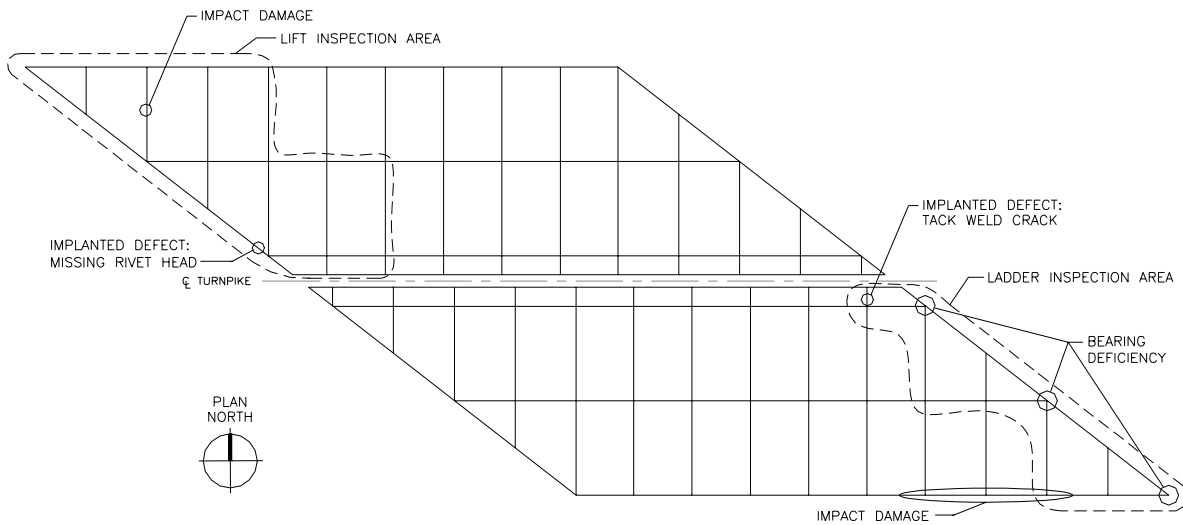 IMPACT DAMAGE
LIFT INSPECTION AREA
IMPLANTED DEFECT:
TACK WELD CRACK
IMPLANTED DEFECT:
MISSING RIVET HEAD
℄ TURNPIKE
LADDER INSPECTION AREA
BEARING
DEFICIENCY
PLAN
NORTH
IMPACT DAMAGE